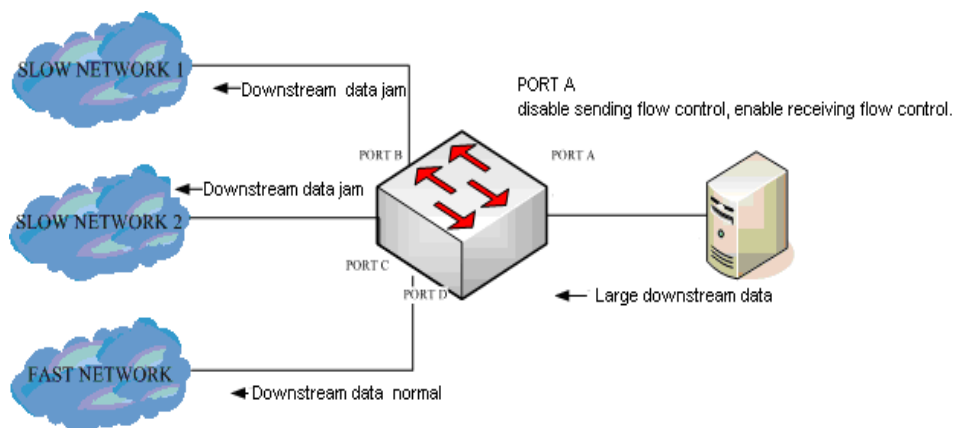 SLOW NETWORK 1
Downstream data jam
PORT A
disable sending flow control, enable receiving flow control.
PORT B
PORT A
Downstream data jam
SLOW NETWORK 2
PORT C
PORT D
Large downstream data
FAST NETWORK
Downstream data normal